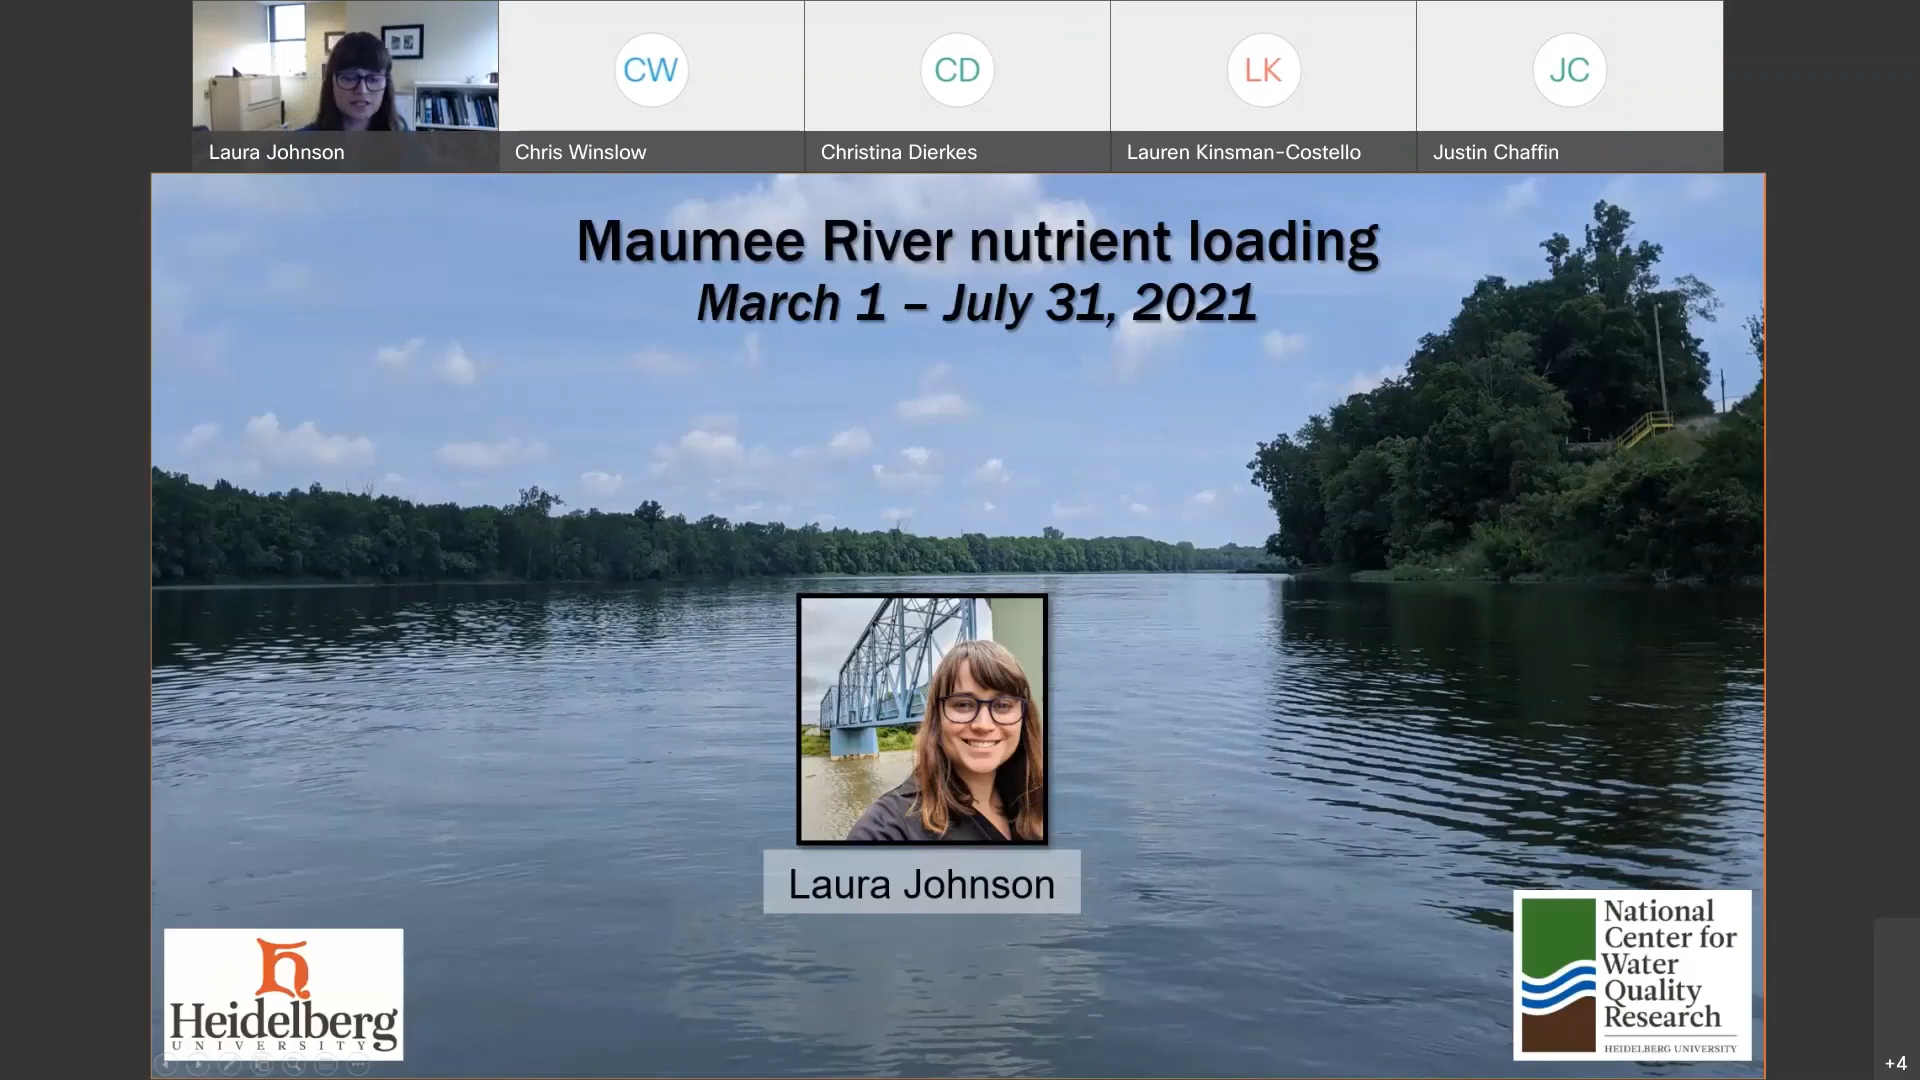 CW
CD
LK
JC
Laura Johnson
Chris Winslow
Christina Dierkes
Lauren Kinsman-Costello
Justin Chaffin
Maumee River nutrient loading
March 1 – July 31, 2021
Laura Johnson
Heidelberg
UNIVERSITY
National
Center for
Water
Quality
Research
HEIDELBERG UNIVERSITY
+4